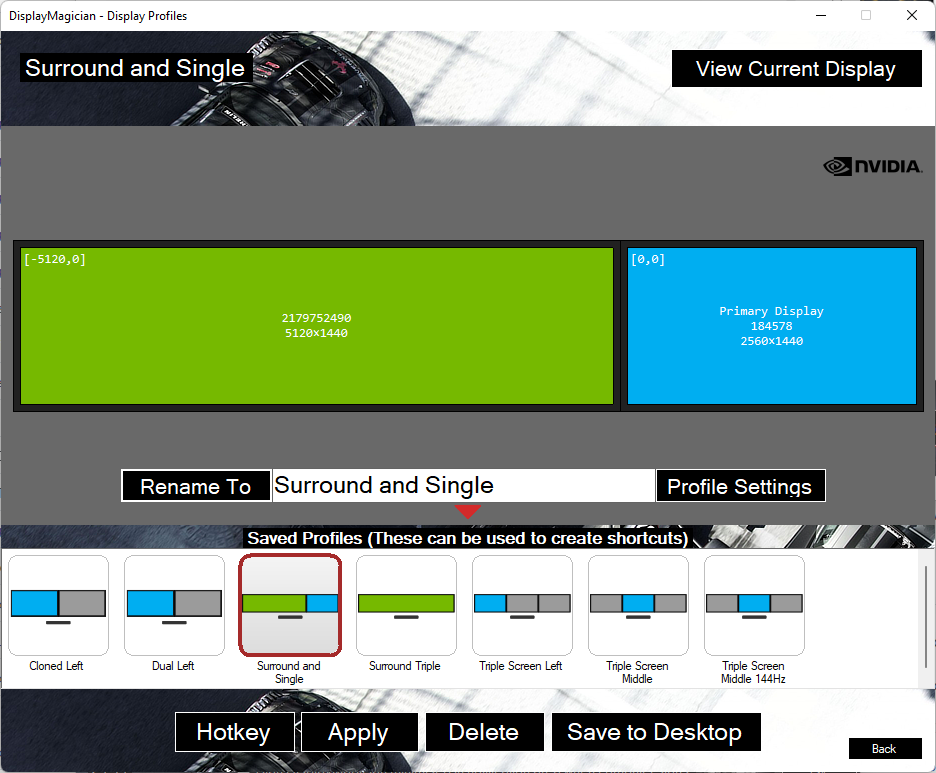 DisplayMagician - Display Profiles
Surround and Single
View Current Display
NVIDIA.
[-5120,0]
2179752490
5120x1440
[0,0]
Primary Display
184578
2560x1440
Rename To
Surround and Single
Profile Settings
Saved Profiles (These can be used to create shortcuts)
Cloned Left
Dual Left
Surround and
Single
Surround Triple
Triple Screen Left
Triple Screen
Middle
Triple Screen
Middle 144Hz
Hotkey
Apply
Delete
Save to Desktop
Back